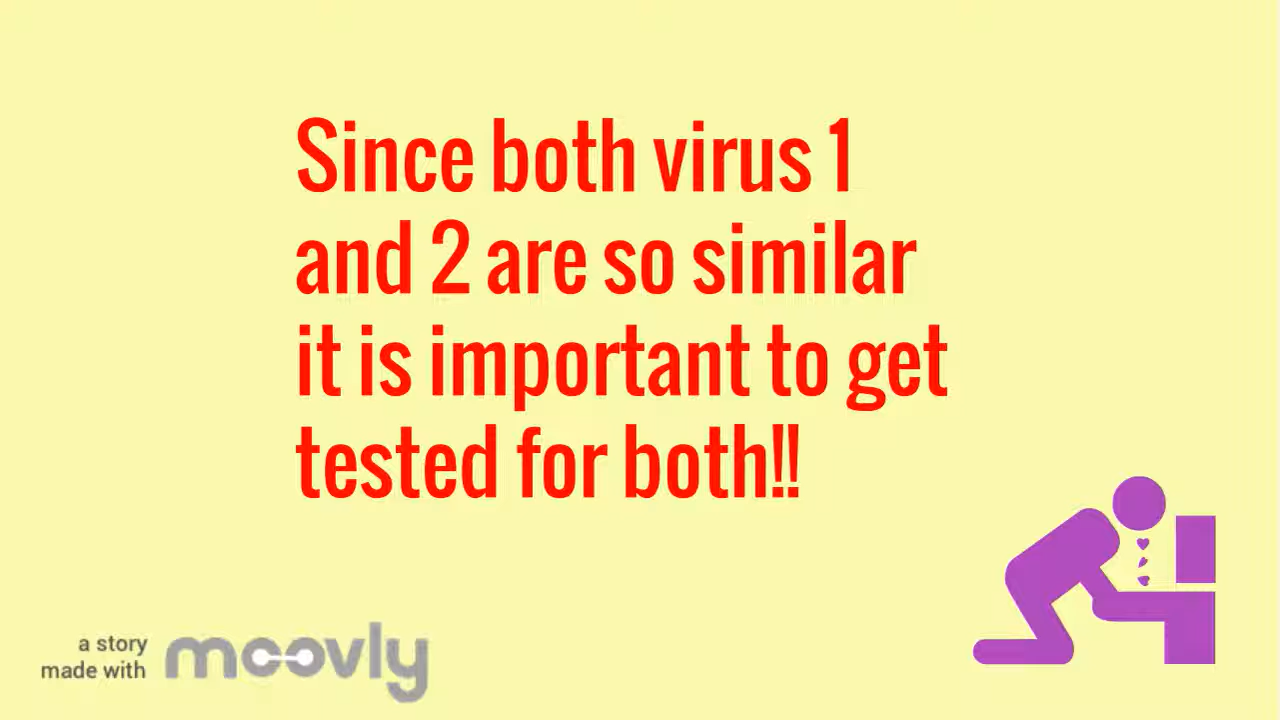 Since both virus 1
and 2 are so similar
it is important to get
tested for both!!
a story
made with
moovly